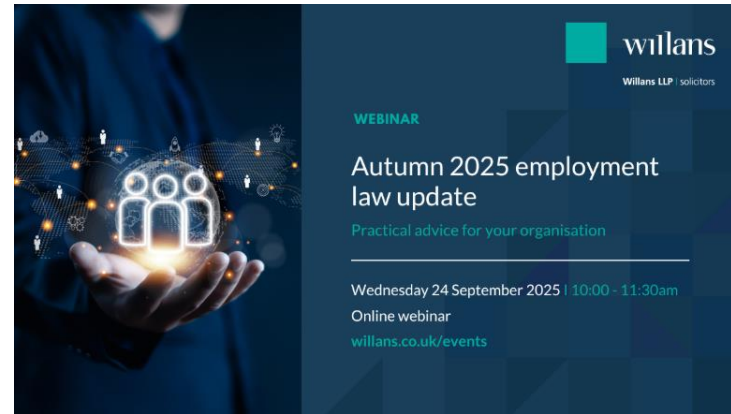 willans
Willans LLP | solicitors
WEBINAR
Autumn 2025 employment
law update
Practical advice for your organisation
Wednesday 24 September 2025 | 10:00 - 11:30am
Online webinar
willans.co.uk/events